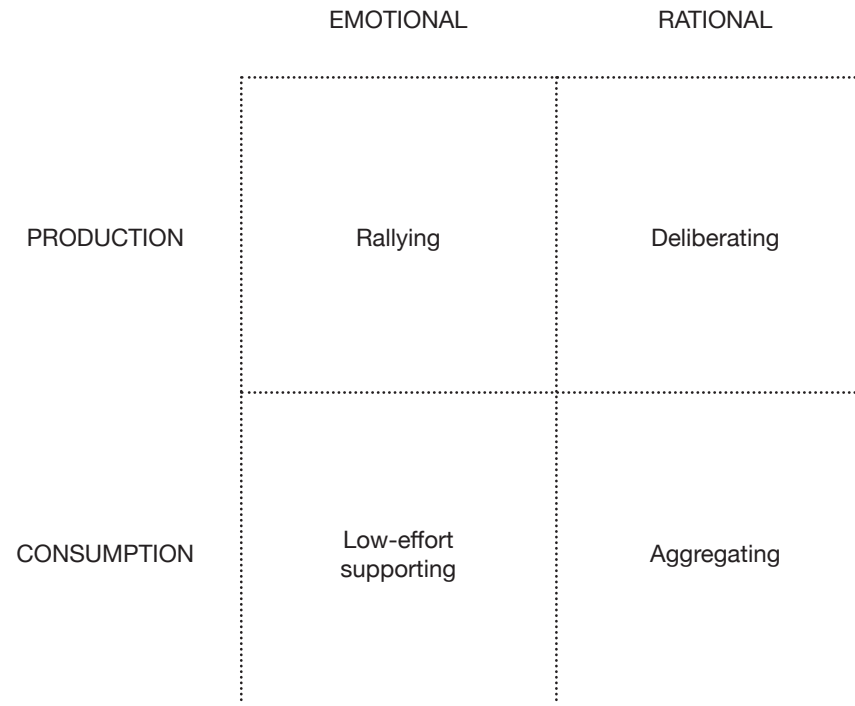 EMOTIONAL RATIONAL
PRODUCTION Rallying Deliberating
CONSUMPTION Low-effort supporting Aggregating